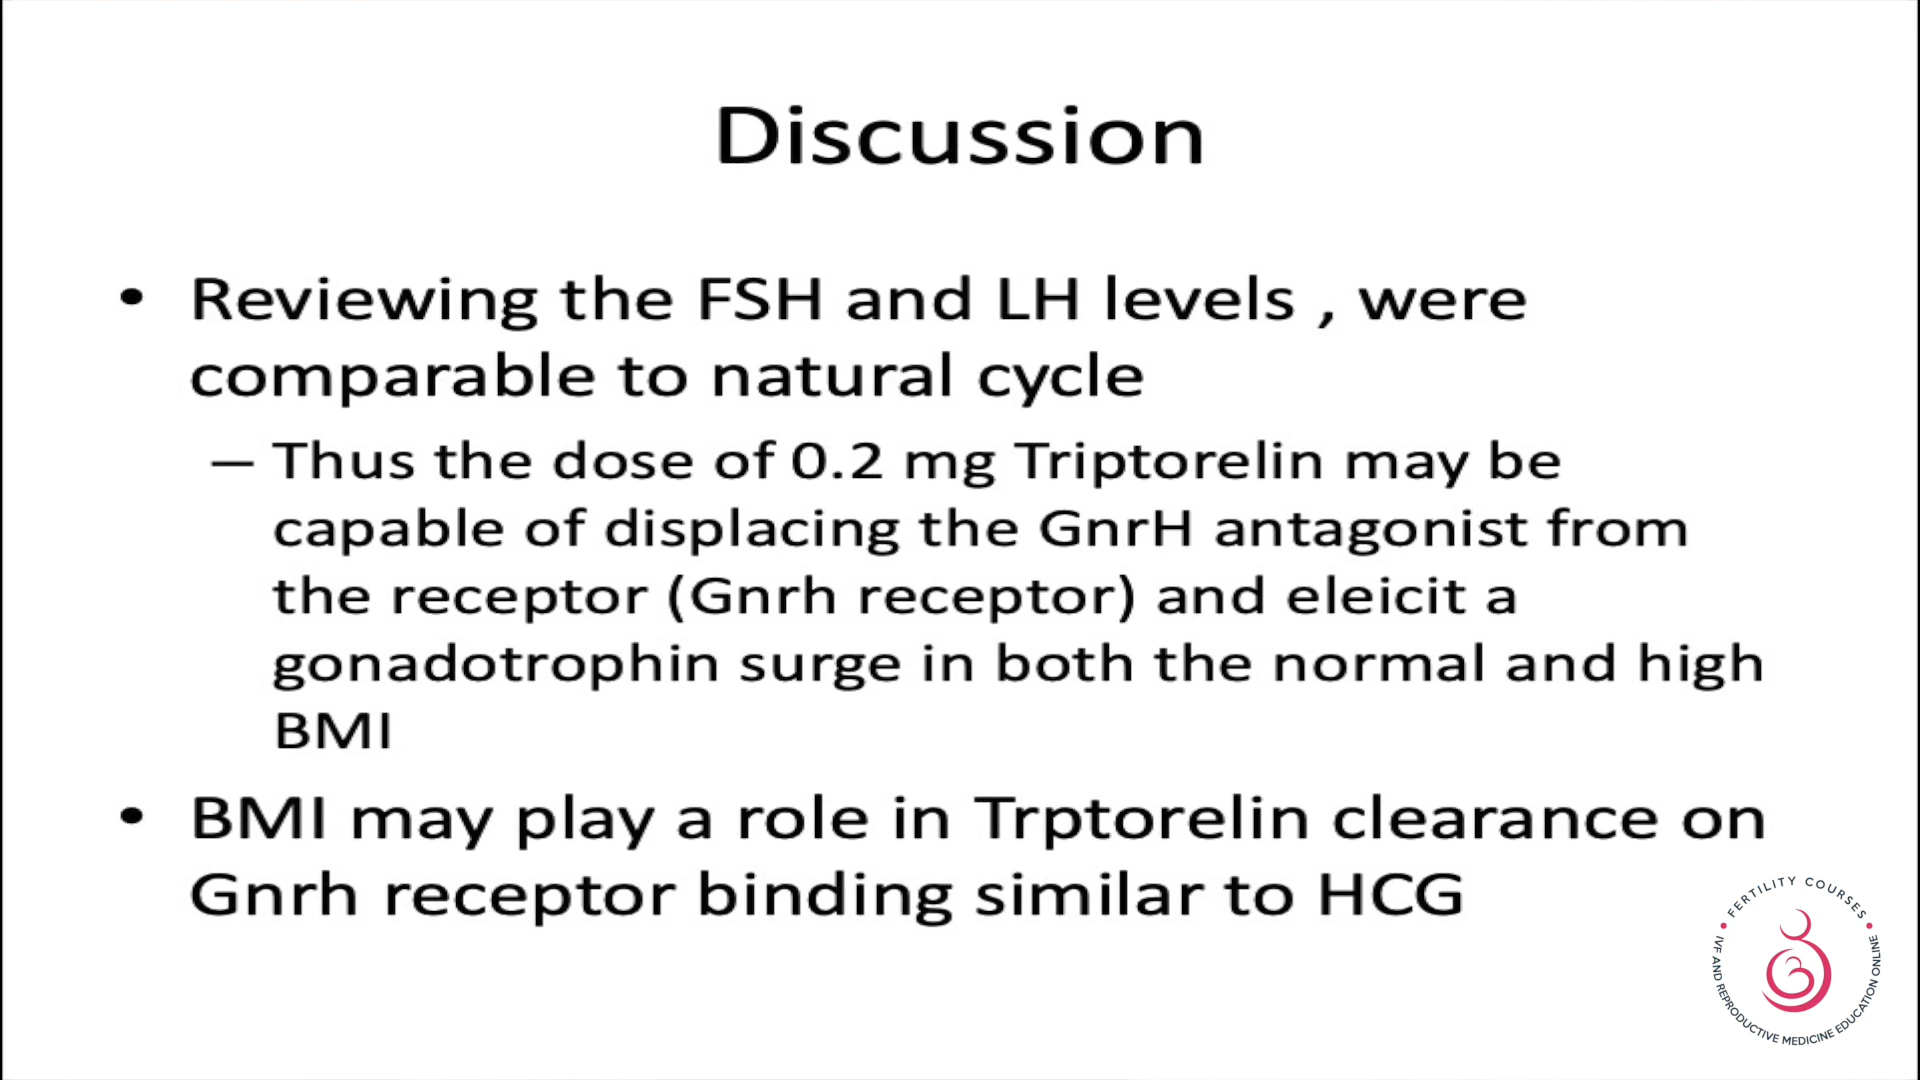 Discussion
• Reviewing the FSH and LH levels , were
comparable to natural cycle
– Thus the dose of 0.2 mg Triptorelin may be
capable of displacing the GnrH antagonist from
the receptor (Gnrh receptor) and eleicit a
gonadotrophin surge in both the normal and high
BMI
• BMI may play a role in Trptorelin clearance on
Gnrh receptor binding similar to HCG
• FERTILITY COURSES •
IVF AND REPRODUCTIVE MEDICINE EDUCATION ONLINE